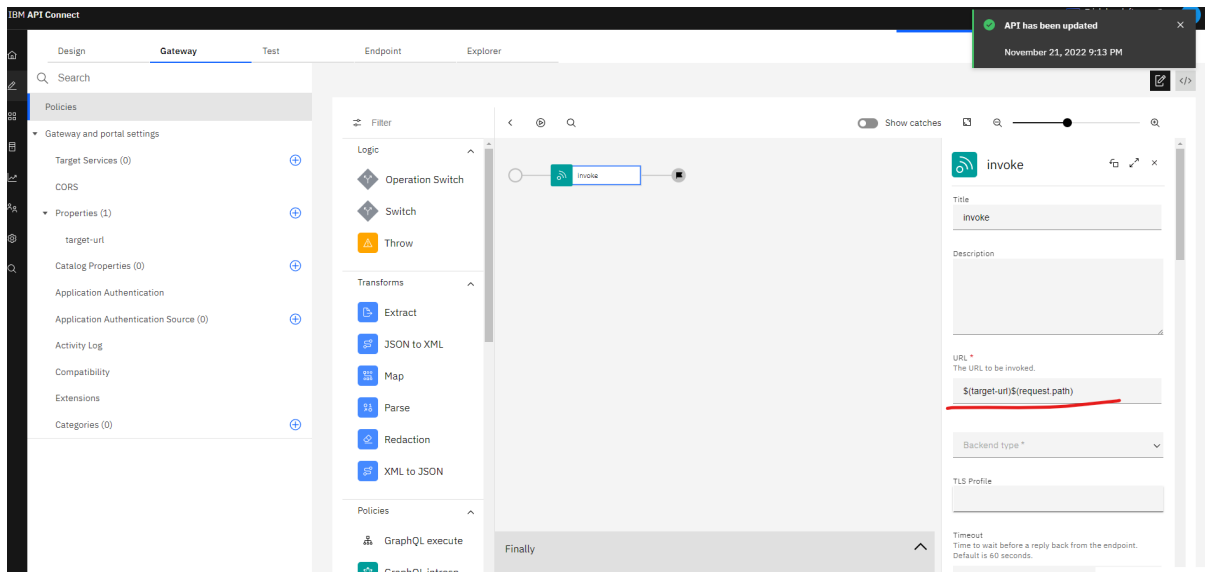 IBM API Connect
API has been updated
November 21, 2022 9:13 PM
Design
Gateway
Test
Endpoint
Explorer
Search
Policies
Gateway and portal settings
Target Services (0)
CORS
Properties (1)
target-url
Catalog Properties (0)
Application Authentication
Application Authentication Source (0)
Activity Log
Compatibility
Extensions
Categories (0)
Filter
Show catches
Logic
Operation Switch
Switch
Throw
Transforms
Extract
JSON to XML
Map
Parse
Redaction
XML to JSON
Policies
GraphQL execute
GraphQL introsp
invoke
Finally
invoke
Title
invoke
Description
URL *
The URL to be invoked.
$(target-url)$(request.path)
Backend type *
TLS Profile
Timeout
Time to wait before a reply back from the endpoint.
Default is 60 seconds.